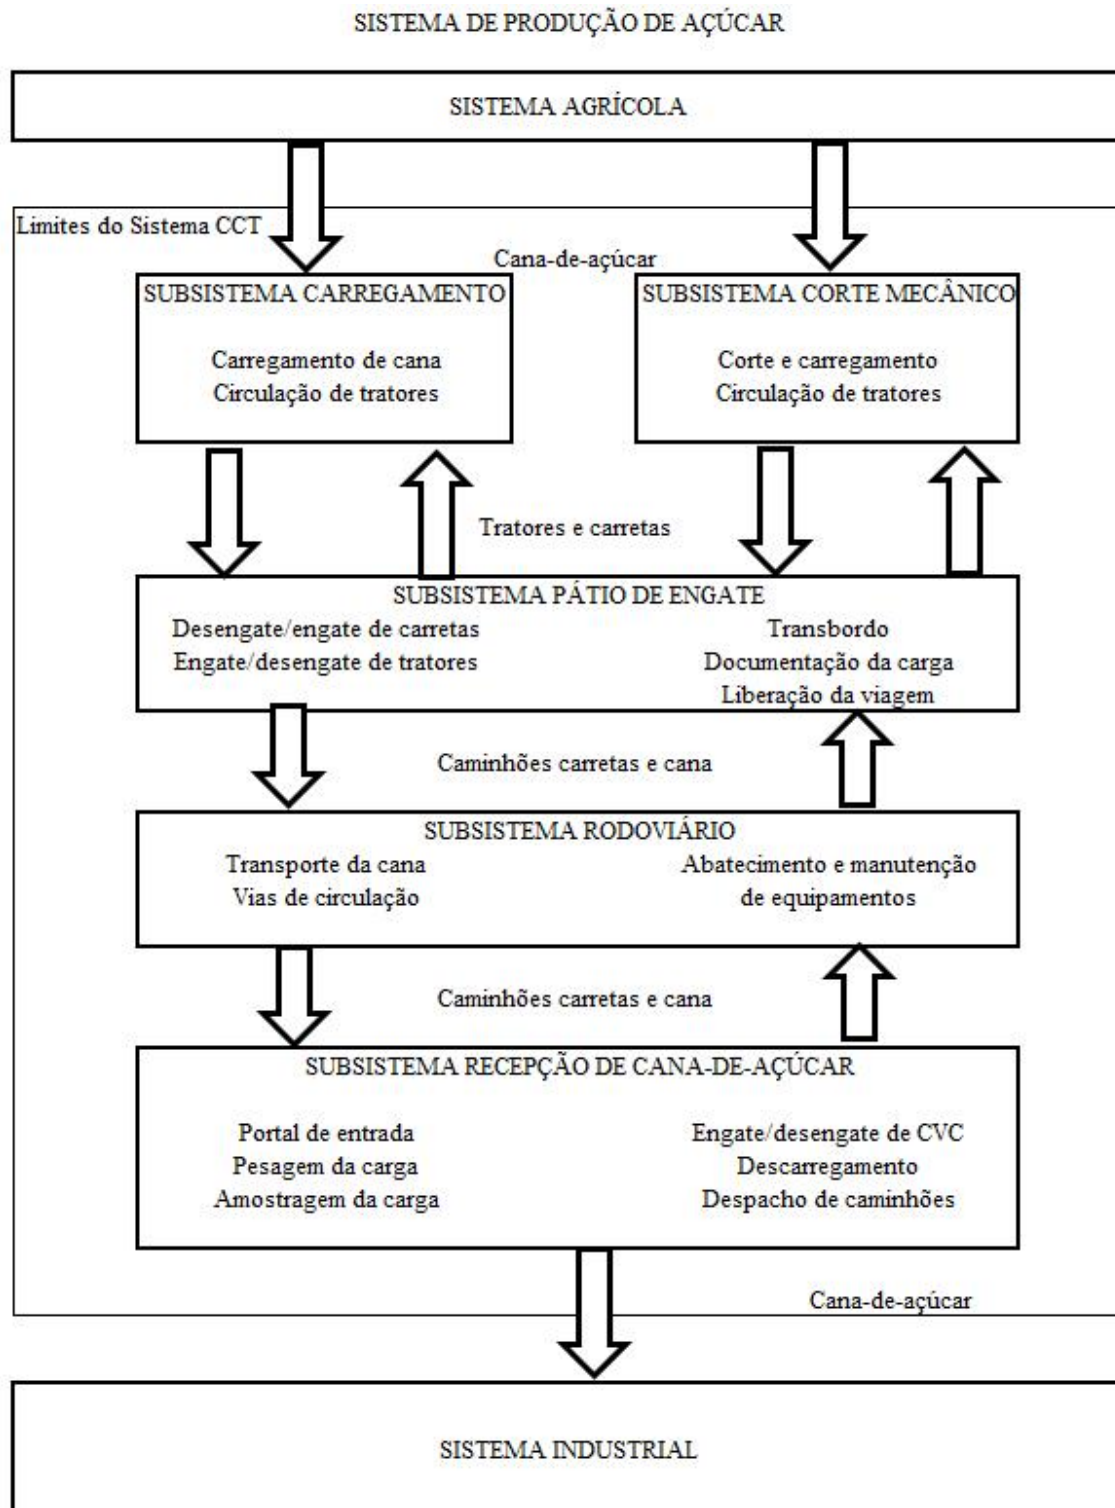 SISTEMA DE PRODUÇÃO DE AÇÚCAR
SISTEMA AGRÍCOLA
Limites do Sistema CCT
Cana-de-açúcar
SUBSISTEMA CARREGAMENTO
Carregamento de cana
Circulação de tratores
SUBSISTEMA CORTE MECÂNICO
Corte e carregamento
Circulação de tratores
Tratores e carretas
SUBSISTEMA PÁTIO DE ENGATE
Desengate/engate de carretas
Engate/desengate de tratores
Transbordo
Documentação da carga
Liberação da viagem
Caminhões carretas e cana
SUBSISTEMA RODOVIÁRIO
Transporte da cana
Vias de circulação
Abatecimento e manutenção
de equipamentos
Caminhões carretas e cana
SUBSISTEMA RECEPÇÃO DE CANA-DE-AÇÚCAR
Portal de entrada
Pesagem da carga
Amostragem da carga
Engate/desengate de CVC
Descarregamento
Despacho de caminhões
Cana-de-açúcar
SISTEMA INDUSTRIAL